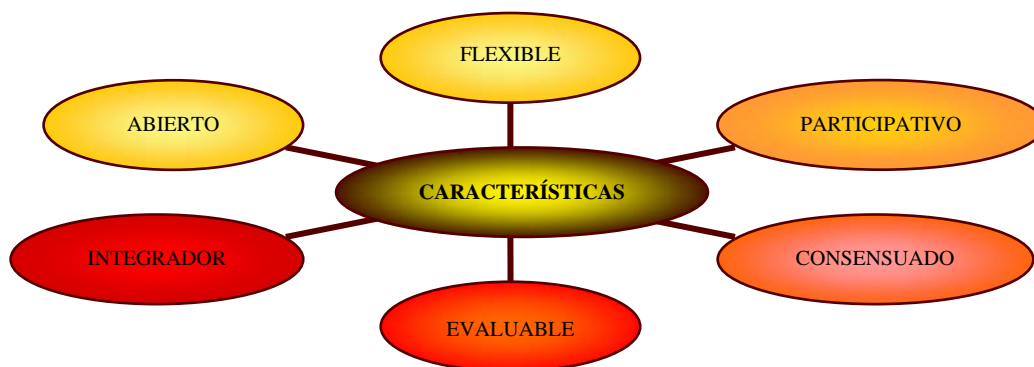 FLEXIBLE
ABIERTO
PARTICIPATIVO
CARACTERÍSTICAS
INTEGRADOR
CONSENSUADO
EVALUABLE